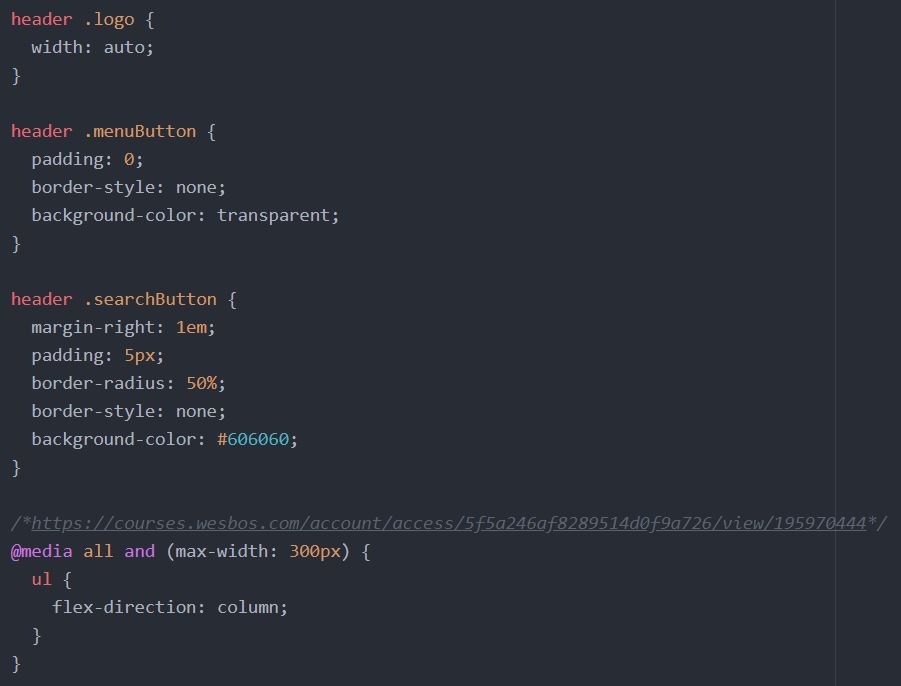 header .logo {
  width: auto;
}

header .menuButton {
  padding: 0;
  border-style: none;
  background-color: transparent;
}

header .searchButton {
  margin-right: 1em;
  padding: 5px;
  border-radius: 50%;
  border-style: none;
  background-color: #606060;
}

/*https://courses.wesbos.com/account/access/5f5a246af8289514d0f9a726/view/195970444*/
@media all and (max-width: 300px) {
  ul {
    flex-direction: column;
  }
}